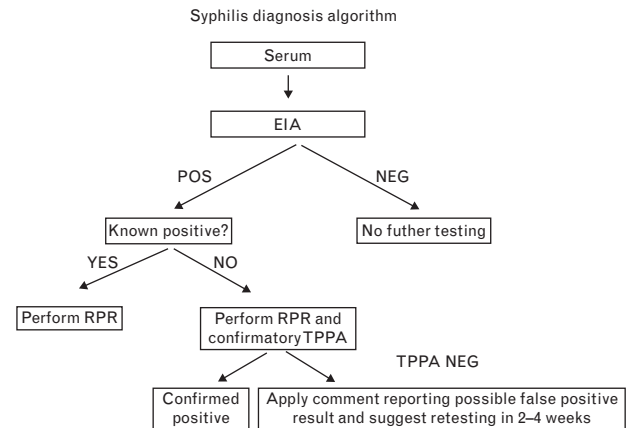 Syphilis diagnosis algorithm
Serum
EIA
POS
NEG
Known positive?
No futher testing
YES
NO
Perform RPR
Perform RPR and
confirmatory TPPA
TPPA NEG
Confirmed
positive
Apply comment reporting possible false positive
result and suggest retesting in 2–4 weeks